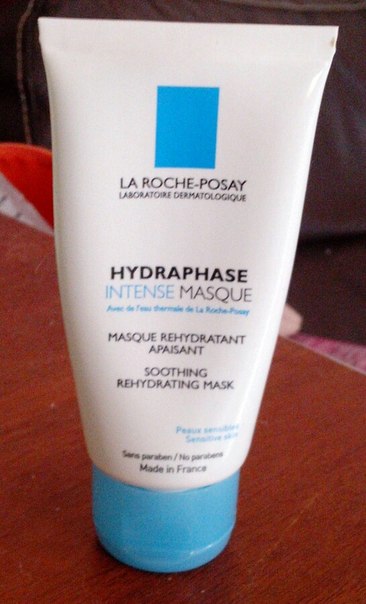 LA ROCHE-POSAY
LABORATOIRE DERMATOLOGIQUE
HYDRAPHASE
INTENSE MASQUE
Avec de l'eau thermale de La Roche-Posay
MASQUE REHYDRATANT
APAISANT
SOOTHING
REHYDRATING MASK
Peaux sensibles
Sensitive skin
Sans paraben / No parabens
Made in France